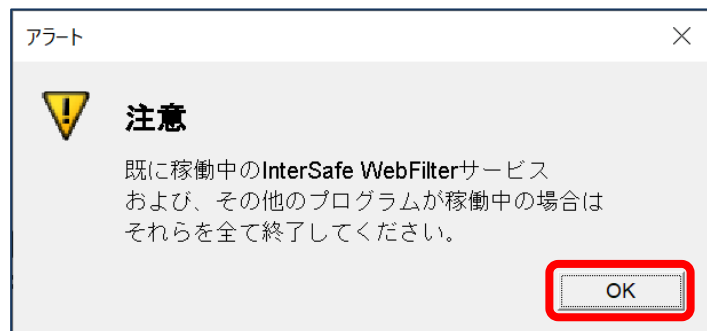 アラート
注意
既に稼働中のInterSafe WebFilterサービス
および、その他のプログラムが稼働中の場合は
それらを全て終了してください。
OK